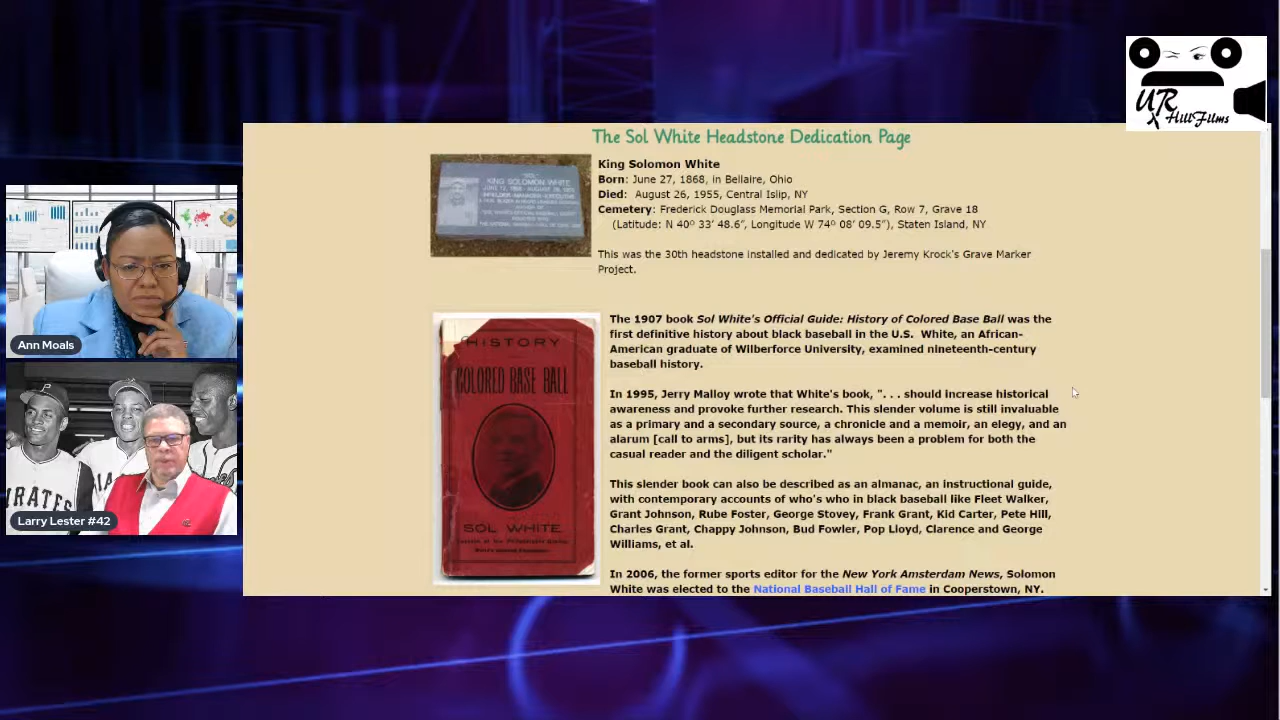 UR
HillFilms
The Sol White Headstone Dedication Page
KING SOLOMON WHITE
King Solomon White
Born: June 27, 1868, in Bellaire, Ohio
Died: August 26, 1955, Central Islip, NY
Cemetery: Frederick Douglass Memorial Park, Section G, Row 7, Grave 18
(Latitude: N 40º 33’ 48.6”, Longitude W 74º 08’ 09.5”), Staten Island, NY
This was the 30th headstone installed and dedicated by Jeremy Krock's Grave Marker
Project.
HISTORY
COLORED BASE BALL
SOL WHITE
The 1907 book Sol White's Official Guide: History of Colored Base Ball was the
first definitive history about black baseball in the U.S. White, an African-
American graduate of Wilberforce University, examined nineteenth-century
baseball history.
In 1995, Jerry Malloy wrote that White's book, ". . . should increase historical
awareness and provoke further research. This slender volume is still invaluable
as a primary and a secondary source, a chronicle and a memoir, an elegy, and an
alarum [call to arms], but its rarity has always been a problem for both the
casual reader and the diligent scholar."
This slender book can also be described as an almanac, an instructional guide,
with contemporary accounts of who's who in black baseball like Fleet Walker,
Grant Johnson, Rube Foster, George Stovey, Frank Grant, Kid Carter, Pete Hill,
Charles Grant, Chappy Johnson, Bud Fowler, Pop Lloyd, Clarence and George
Williams, et al.
In 2006, the former sports editor for the New York Amsterdam News, Solomon
White was elected to the National Baseball Hall of Fame in Cooperstown, NY.
Ann Moals
PIRATES
Larry Lester #42